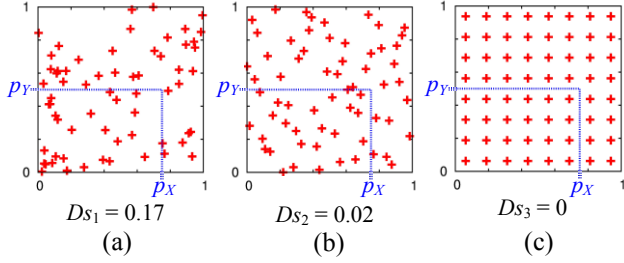 1
p_Y
0
0
p_X
1
Ds_1 = 0.17
(a)
1
p_Y
0
0
p_X
1
Ds_2 = 0.02
(b)
1
p_Y
0
0
p_X
1
Ds_3 = 0
(c)